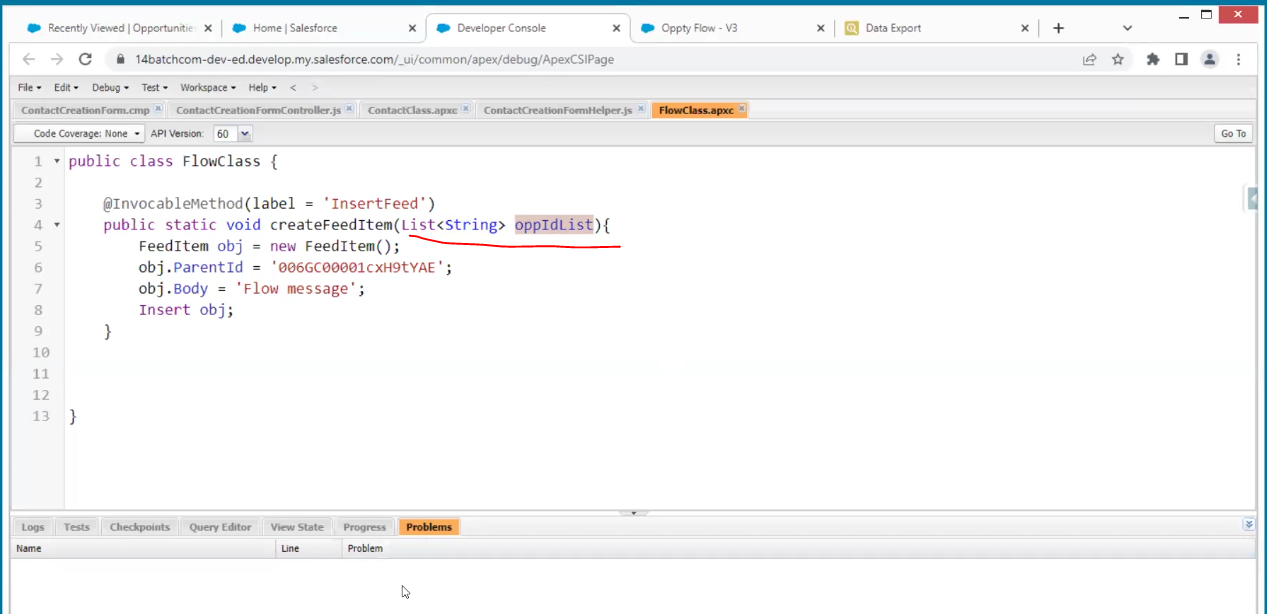 Recently Viewed | Opportunities
Home | Salesforce
Developer Console
Oppty Flow - V3
Data Export
14batchcom-dev-ed.develop.my.salesforce.com/_ui/common/apex/debug/ApexCSIPage
File Edit Debug Test Workspace Help < >
ContactCreationForm.cmp ContactCreationFormController.js ContactClass.apxc ContactCreationFormHelper.js FlowClass.apxc
Code Coverage: None API Version: 60 Go To
1 public class FlowClass {
2
3 @InvocableMethod(label = 'InsertFeed')
4 public static void createFeedItem(List<String> oppIdList){
5 FeedItem obj = new FeedItem();
6 obj.ParentId = '006GC00001cxH9tYAE';
7 obj.Body = 'Flow message';
8 Insert obj;
9 }
10
11
12
13 }
Logs Tests Checkpoints Query Editor View State Progress Problems
Name Line Problem